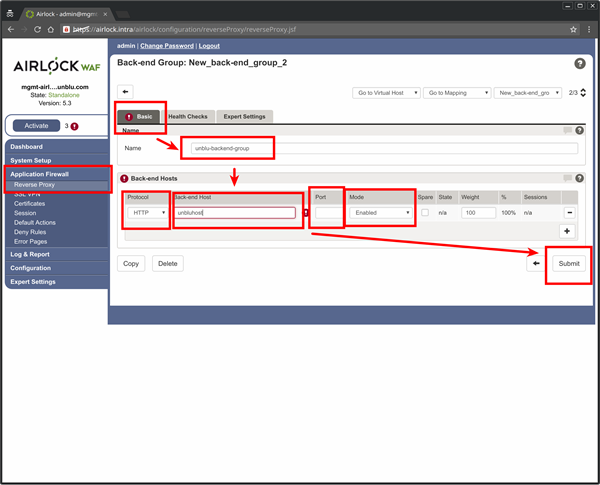 Airlock - admin@mgmt
https://airlock.intra/airlock/configuration/reverseProxy/reverseProxy.jsf
admin | Change Password | Logout
AIRLOCK WAF
mgmt-airl....unblu.com
State: Standalone
Version: 5.3
Activate 3
Dashboard
System Setup
Application Firewall
Reverse Proxy
SSL VPN
Certificates
Session
Default Actions
Deny Rules
Error Pages
Log & Report
Configuration
Expert Settings
Back-end Group: New_back-end_group_2
Go to Virtual Host Go to Mapping New_back-end_gro 2/3
Basic Health Checks Expert Settings
Name
Name unblu-backend-group
Back-end Hosts
Protocol Back-end Host Port Mode Spare State Weight % Sessions
HTTP unbluhost Enabled n/a 100 100% n/a
Copy Delete Submit